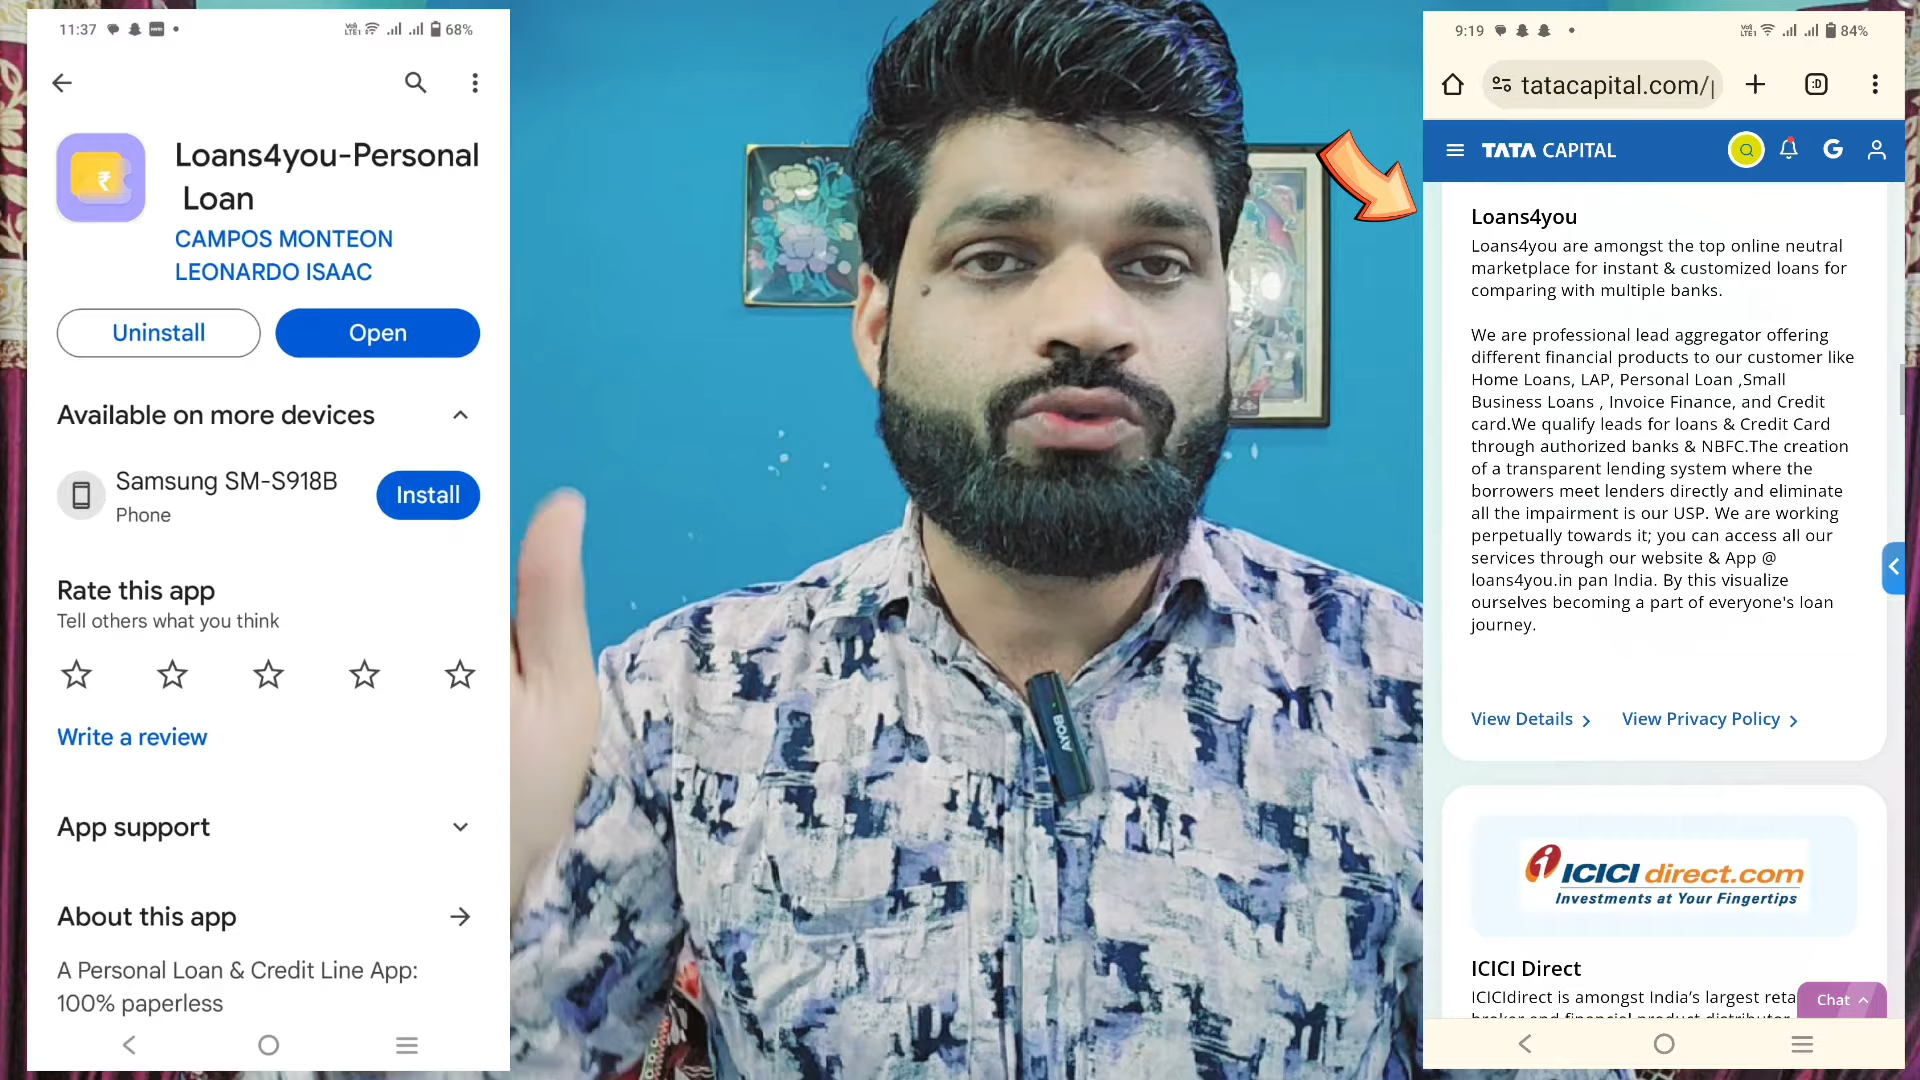 11:37
68%
Loans4you-Personal
Loan
CAMPOS MONTEON
LEONARDO ISAAC
Uninstall
Open
Available on more devices
Samsung SM-S918B
Phone
Install
Rate this app
Tell others what you think
Write a review
App support
About this app
A Personal Loan & Credit Line App:
100% paperless
BOYA
9:19
84%
tatacapital.com/
TATA CAPITAL
Loans4you
Loans4you are amongst the top online neutral
marketplace for instant & customized loans for
comparing with multiple banks.
We are professional lead aggregator offering
different financial products to our customer like
Home Loans, LAP, Personal Loan ,Small
Business Loans , Invoice Finance, and Credit
card.We qualify leads for loans & Credit Card
through authorized banks & NBFC.The creation
of a transparent lending system where the
borrowers meet lenders directly and eliminate
all the impairment is our USP. We are working
perpetually towards it; you can access all our
services through our website & App @
loans4you.in pan India. By this visualize
ourselves becoming a part of everyone's loan
journey.
View Details
View Privacy Policy
ICICI direct.com
Investments at Your Fingertips
ICICI Direct
ICICIdirect is amongst India's largest reta
Chat